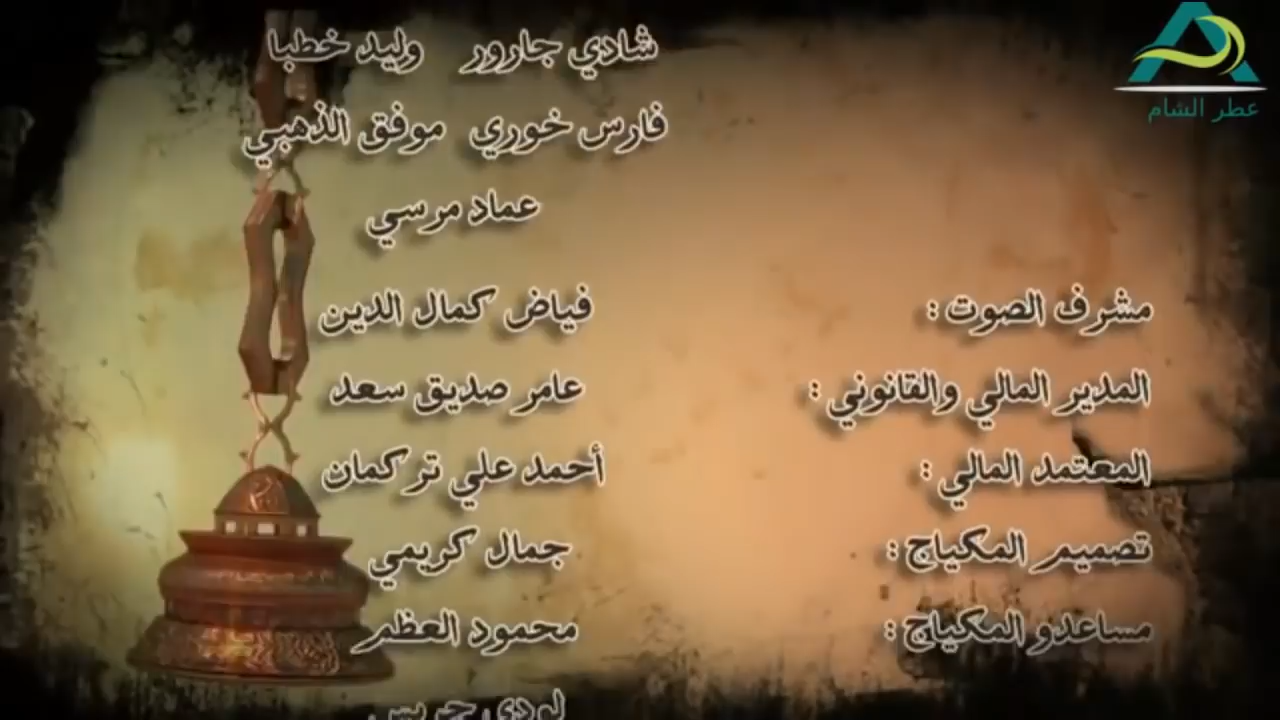 شادي جارور وليد خطبا
عطر الشام
فارس خوري موفق الذهبي
عماد مرسي
مشرف الصوت : فياض كمال الدين
المدير المالي والقانوني : عامر صديق سعد
المعتمد المالي : أحمد علي تركمان
تصميم المكياج : جمال كريمي
مساعدو المكياج : محمود العظم